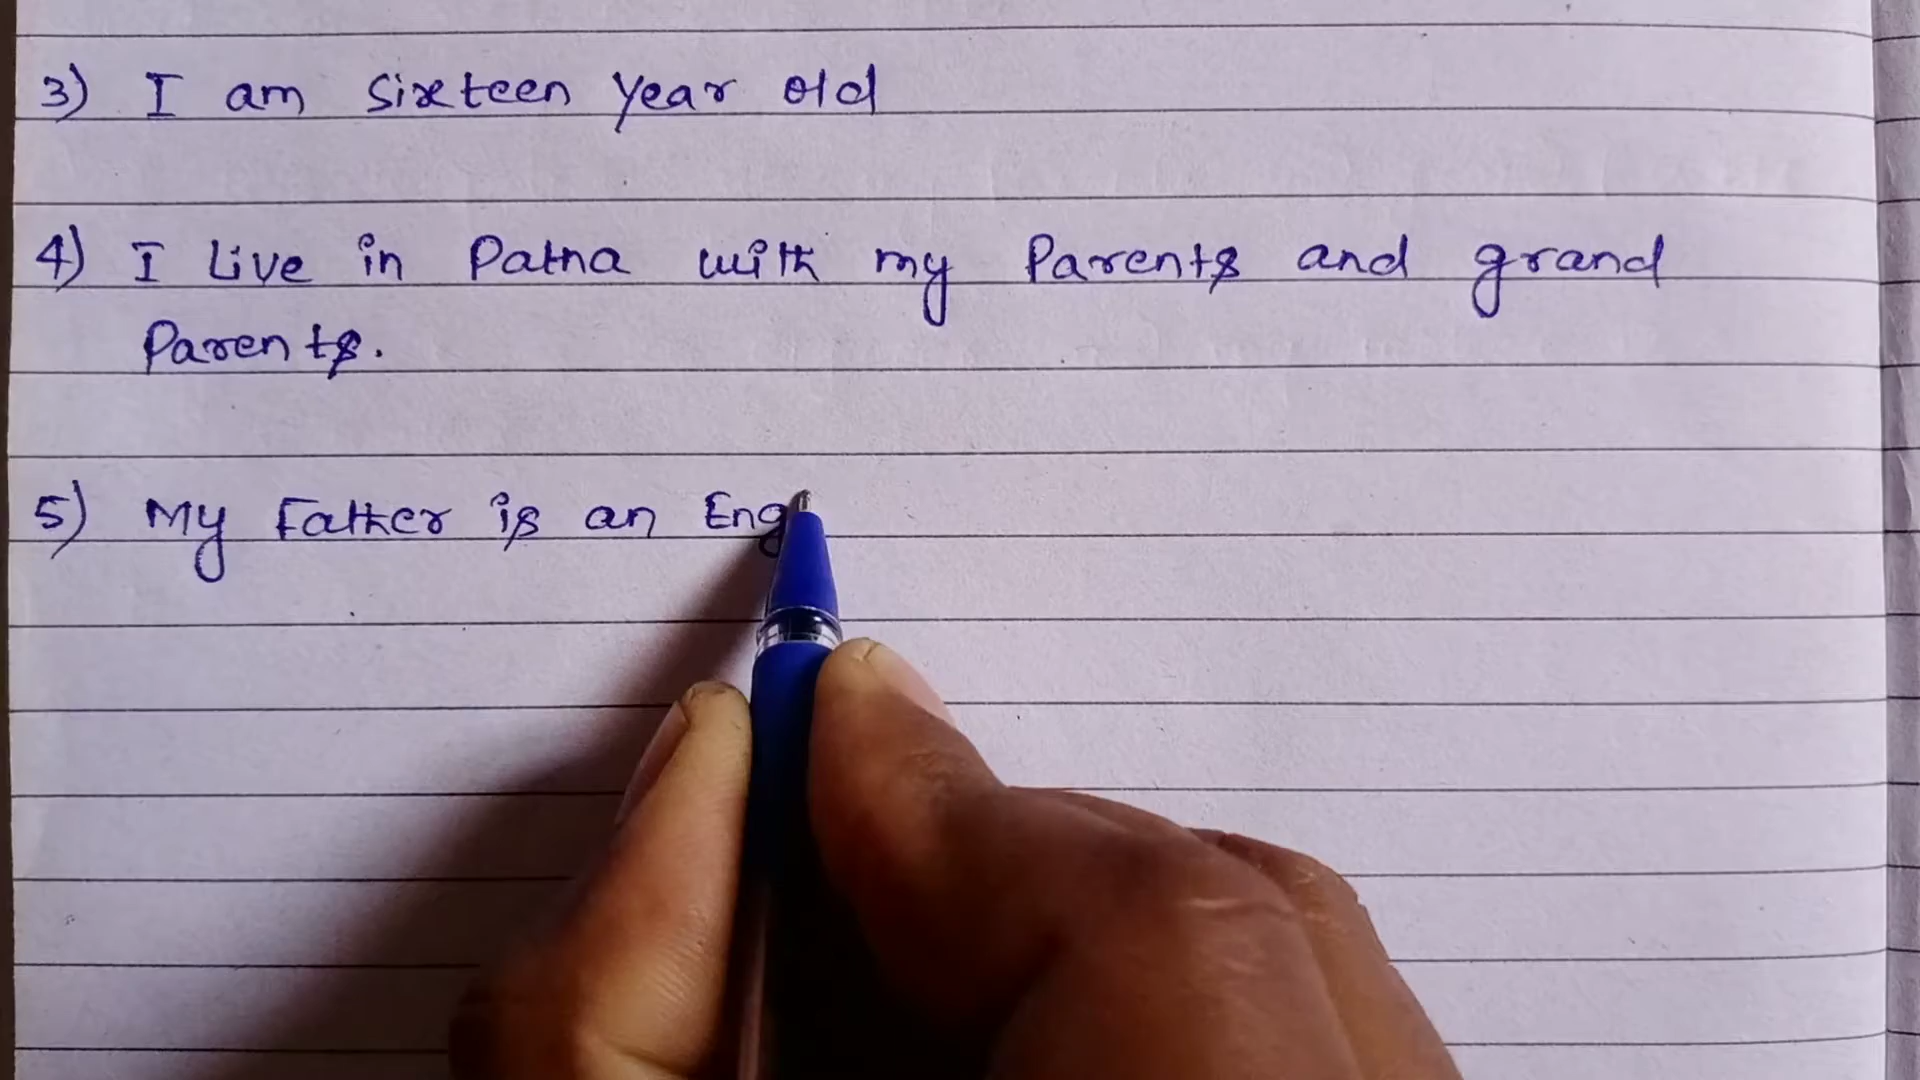 3) I am Sixteen Year old
4) I Live in Patna with my Parents and grand
Parents.
5) My Father is an Eng